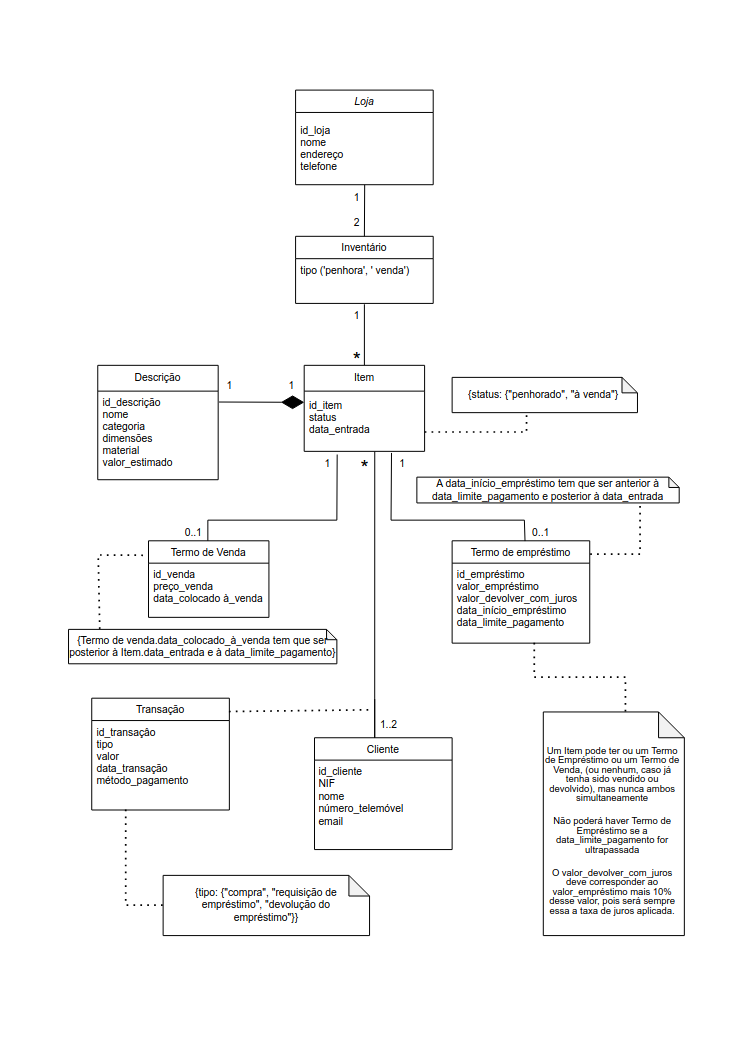 Loja
id_loja
nome
endereço
telefone
1
2
Inventário
tipo ('penhora', ' venda')
1
*
Descrição
id_descrição
nome
categoria
dimensões
material
valor_estimado
1
1
Item
id_item
status
data_entrada
{status: {"penhorado", "à venda"}
1
*
1
A data_início_empréstimo tem que ser anterior à
data_limite_pagamento e posterior à data_entrada
0..1
0..1
Termo de Venda
id_venda
preço_venda
data_colocado à_venda
Termo de empréstimo
id_empréstimo
valor_empréstimo
valor_devolver_com_juros
data_início_empréstimo
data_limite_pagamento
{Termo de venda.data_colocado_à_venda tem que ser
posterior à Item.data_entrada e à data_limite_pagamento}
Transação
id_transação
tipo
valor
data_transação
método_pagamento
1..2
Cliente
id_cliente
NIF
nome
número_telemóvel
email
Um Item pode ter ou um Termo
de Empréstimo ou um Termo de
Venda, (ou nenhum, caso já
tenha sido vendido ou
devolvido), mas nunca ambos
simultaneamente
Não poderá haver Termo de
Empréstimo se a
data_limite_pagamento for
ultrapassada
O valor_devolver_com_juros
deve corresponder ao
valor_empréstimo mais 10%
desse valor, pois será sempre
essa a taxa de juros aplicada.
{tipo: {"compra", "requisição de
empréstimo", "devolução do
empréstimo"}}